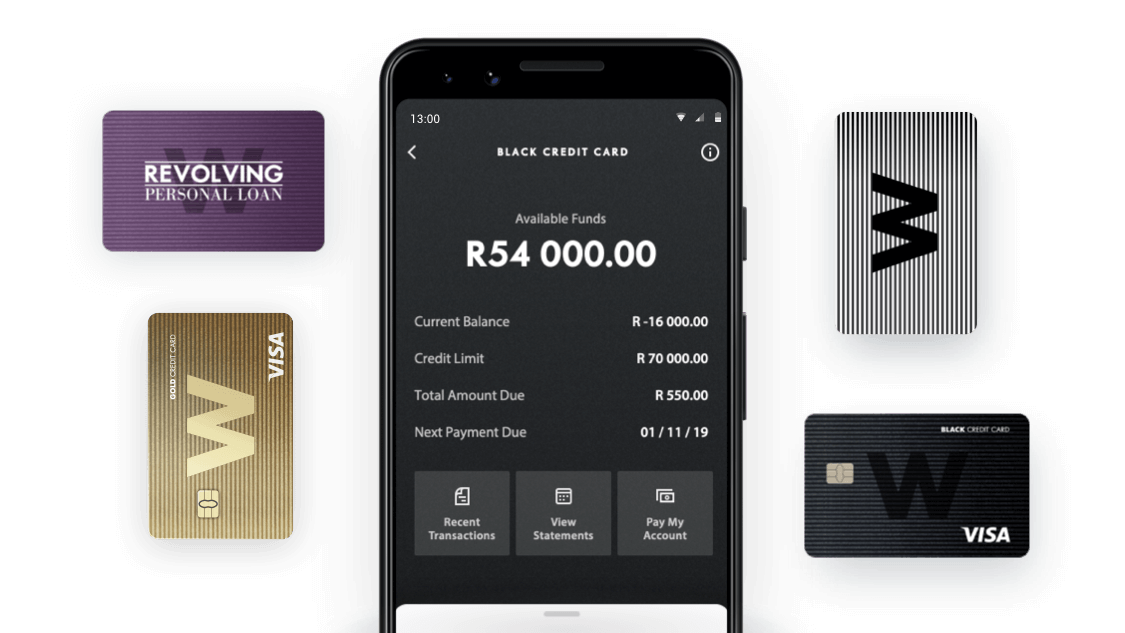 REVOLVING
PERSONAL LOAN
W
GOLD CREDIT CARD
VISA
W
13:00
BLACK CREDIT CARD
Available Funds
R54 000.00
Current Balance R -16 000.00
Credit Limit R 70 000.00
Total Amount Due R 550.00
Next Payment Due 01 / 11 / 19
Recent
Transactions
View
Statements
Pay My
Account
W
BLACK CREDIT CARD
W
VISA